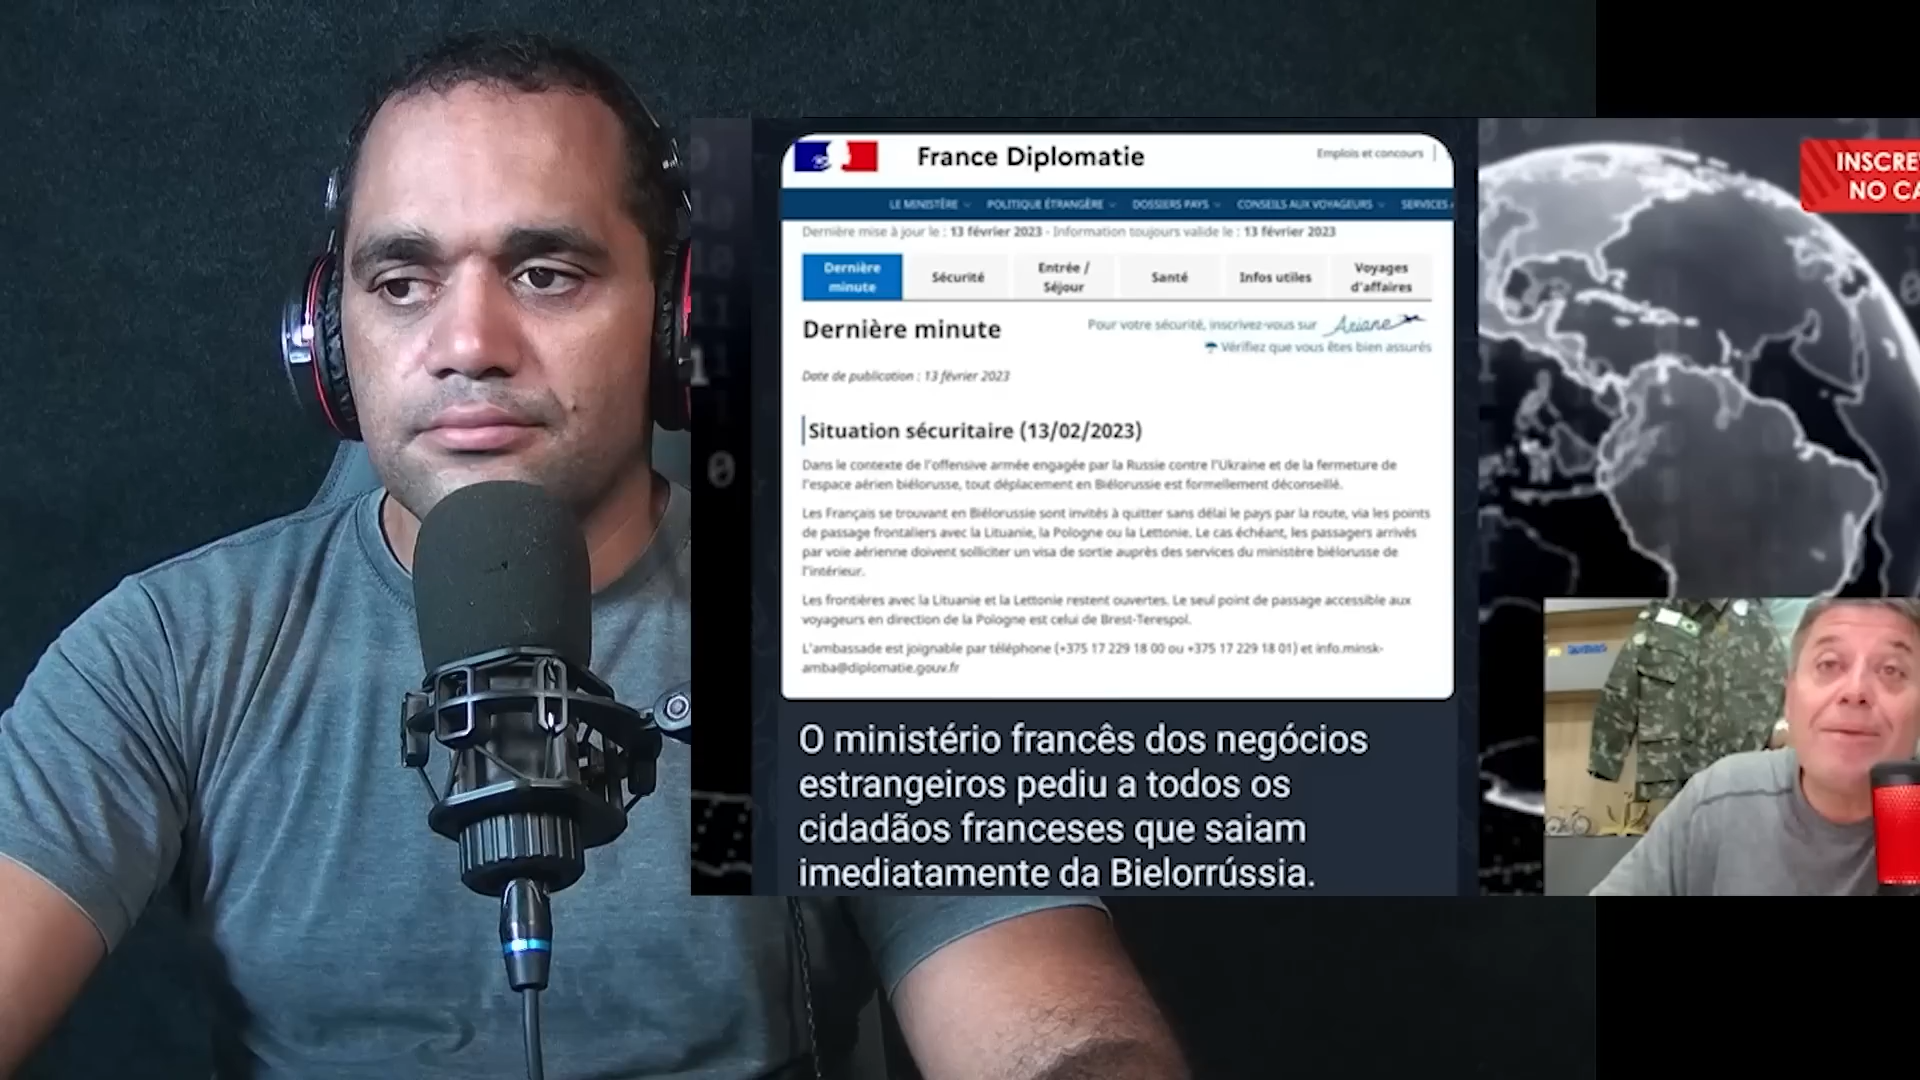 France Diplomatie
Emplois et concours
INSCRE
NO CA
LE MINISTÈRE
POLITIQUE ÉTRANGÈRE
DOSSIERS PAYS
CONSEILS AUX VOYAGEURS
SERVICES
Dernière mise à jour le : 13 février 2023 - Information toujours valide le : 13 février 2023
Dernière
minute
Sécurité
Entrée /
Séjour
Santé
Infos utiles
Voyages
d'affaires
Dernière minute
Pour votre sécurité, inscrivez-vous sur Ariane
Vérifiez que vous êtes bien assurés
Date de publication : 13 février 2023
Situation sécuritaire (13/02/2023)
Dans le contexte de l'offensive armée engagée par la Russie contre l'Ukraine et de la fermeture de
l'espace aérien biélorusse, tout déplacement en Biélorussie est formellement déconseillé.
Les Français se trouvant en Biélorussie sont invités à quitter sans délai le pays par la route, via les points
de passage frontaliers avec la Lituanie, la Pologne ou la Lettonie. Le cas échéant, les passagers arrivés
par voie aérienne doivent solliciter un visa de sortie auprès des services du ministère biélorusse de
l'intérieur.
Les frontières avec la Lituanie et la Lettonie restent ouvertes. Le seul point de passage accessible aux
voyageurs en direction de la Pologne est celui de Brest-Terespol.
L'ambassade est joignable par téléphone (+375 17 229 18 00 ou +375 17 229 18 01) et info.minsk-
amba@diplomatie.gouv.fr
O ministério francês dos negócios
estrangeiros pediu a todos os
cidadãos franceses que saiam
imediatamente da Bielorrússia.